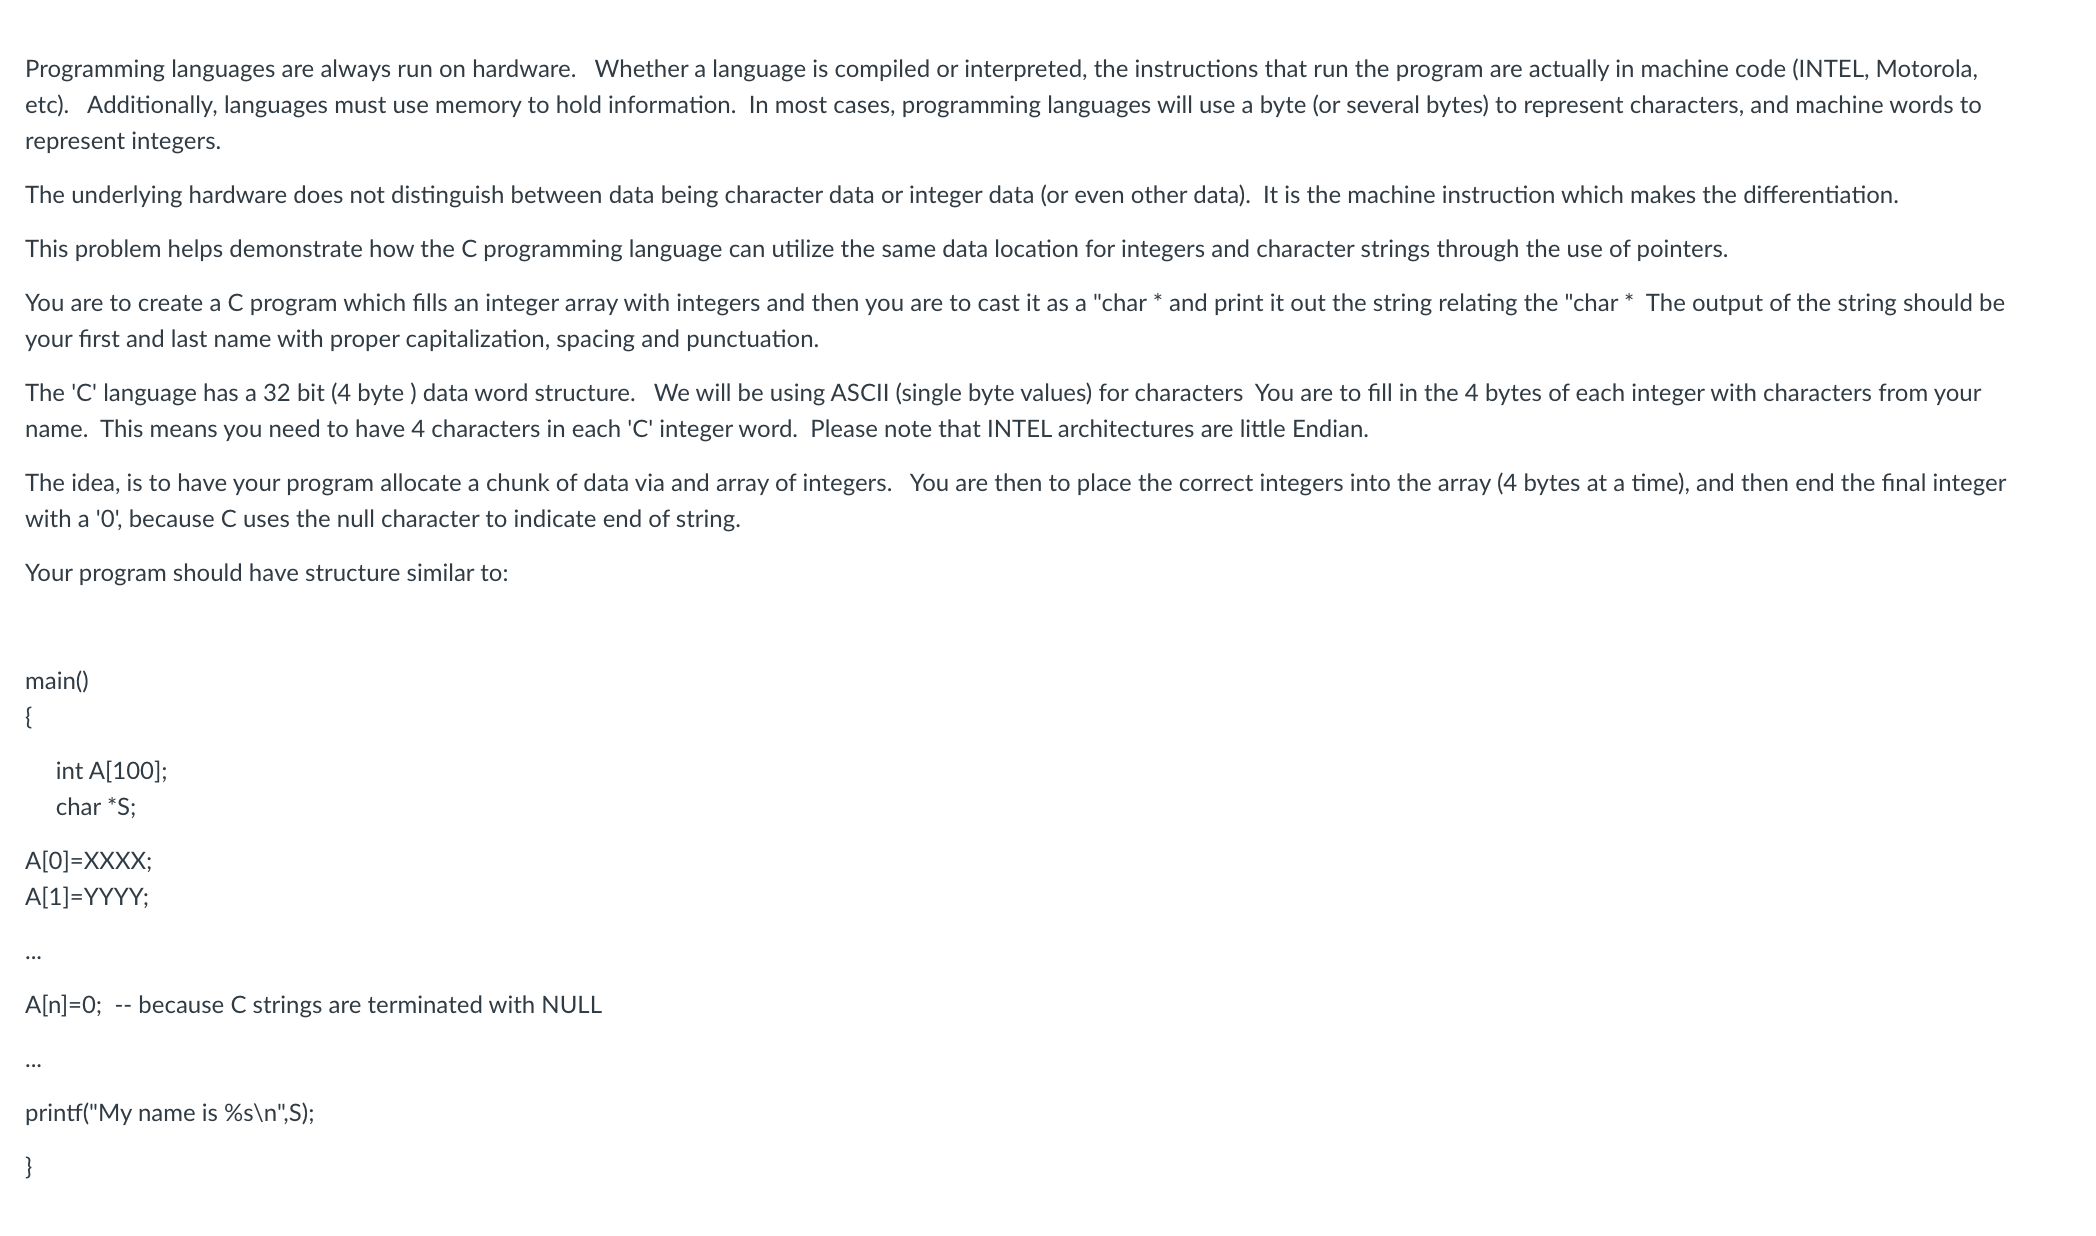 Programming languages are always run on hardware.   Whether a language is compiled or interpreted, the instructions that run the program are actually in machine code (INTEL, Motorola,
etc).   Additionally, languages must use memory to hold information.  In most cases, programming languages will use a byte (or several bytes) to represent characters, and machine words to
represent integers.
The underlying hardware does not distinguish between data being character data or integer data (or even other data).  It is the machine instruction which makes the differentiation.
This problem helps demonstrate how the C programming language can utilize the same data location for integers and character strings through the use of pointers.
You are to create a C program which fills an integer array with integers and then you are to cast it as a "char * and print it out the string relating the "char *  The output of the string should be
your first and last name with proper capitalization, spacing and punctuation.
The 'C' language has a 32 bit (4 byte ) data word structure.   We will be using ASCII (single byte values) for characters  You are to fill in the 4 bytes of each integer with characters from your
name.  This means you need to have 4 characters in each 'C' integer word.  Please note that INTEL architectures are little Endian.
The idea, is to have your program allocate a chunk of data via and array of integers.   You are then to place the correct integers into the array (4 bytes at a time), and then end the final integer
with a '0', because C uses the null character to indicate end of string.
Your program should have structure similar to:
main()
{
int A[100];
char *S;
A[0]=XXXX;
A[1]=YYYY;
...
A[n]=0;  -- because C strings are terminated with NULL
...
printf("My name is %s\n",S);
}